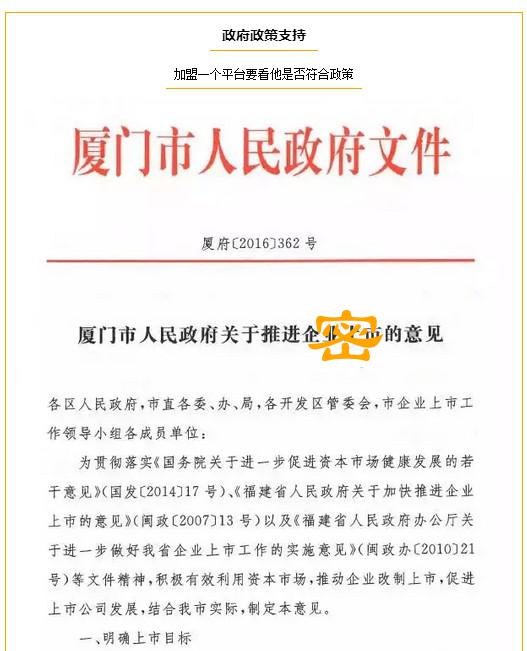 政府政策支持
加盟一个平台要看他是否符合政策
厦门市人民政府文件
厦府〔2016〕362 号
厦门市人民政府关于推进企业上市的意见
密
各区人民政府,市直各委、办、局,各开发区管委会,市企业上市工
作领导小组各成员单位:
为贯彻落实《国务院关于进一步促进资本市场健康发展的若
干意见》(国发〔2014〕17 号)、《福建省人民政府关于加快推进企业
上市的意见》(闽政〔2007〕13 号)以及《福建省人民政府办公厅关
于进一步做好我省企业上市工作的实施意见》(闽政办〔2010〕21
号)等文件精神,积极有效利用资本市场,推动企业改制上市,促进
上市公司发展,结合我市实际,制定本意见。
一、明确上市目标